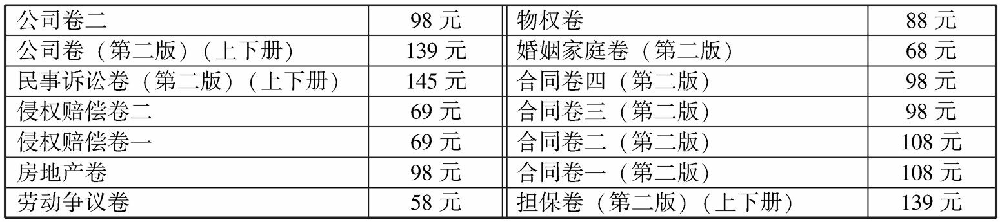 公司卷二 98 元 物权卷 88 元
公司卷（第二版）（上下册） 139 元 婚姻家庭卷（第二版） 68 元
民事诉讼卷（第二版）（上下册） 145 元 合同卷四（第二版） 98 元
侵权赔偿卷二 69 元 合同卷三（第二版） 98 元
侵权赔偿卷一 69 元 合同卷二（第二版） 108 元
房地产卷 98 元 合同卷一（第二版） 108 元
劳动争议卷 58 元 担保卷（第二版）（上下册） 139 元